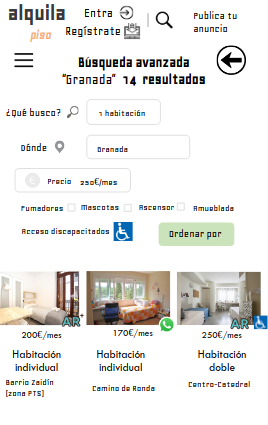 alquila
piso
Entra
Regístrate
Publica tu
anuncio
Búsqueda avanzada
"Granada" 14 resultados
¿Qué busco?
1 habitación
Dónde
Granada
€ Precio 250€/mes
Fumadores Mascotas Ascensor Amueblada
Acceso discapacitados
Ordenar por
AR+
AR
200€/mes
170€/mes
250€/mes
Habitación
individual
Habitación
individual
Habitación
doble
Barrio Zaidín
(zona PTS)
Camino de Ronda
Centro-Catedral